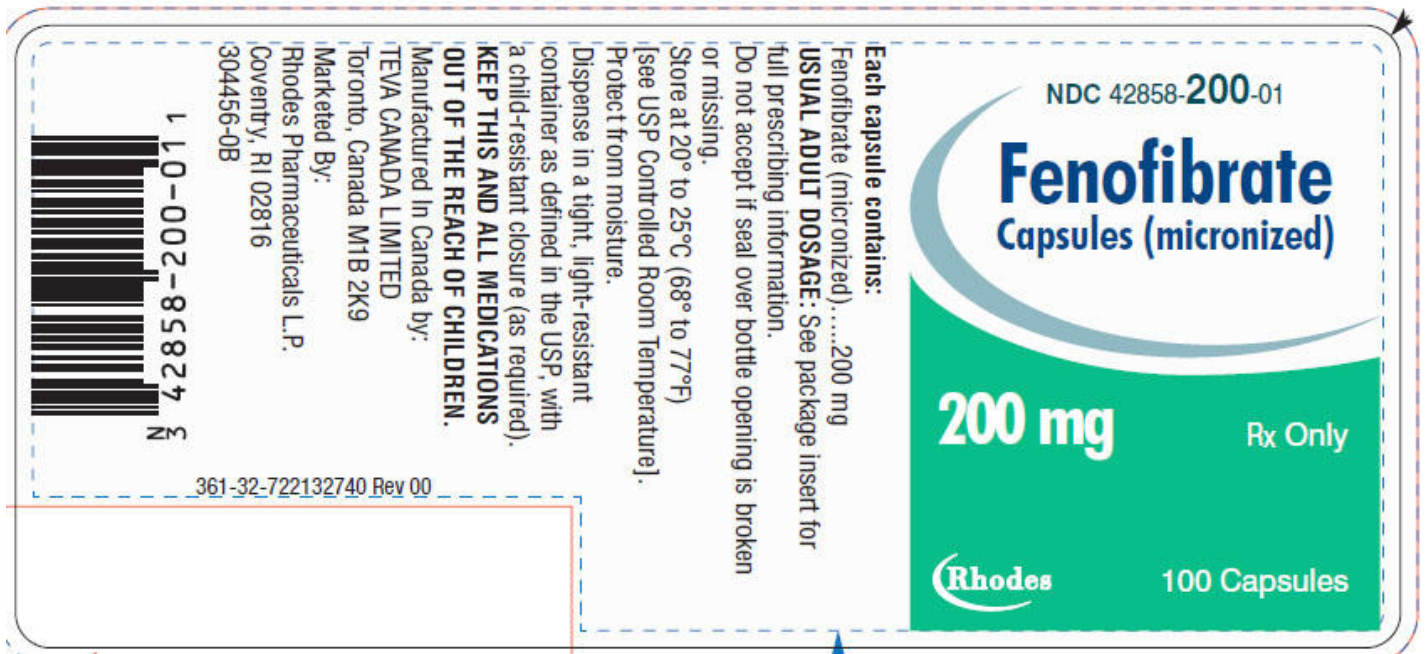 NDC 42858-200-01
Fenofibrate
Capsules (micronized)
200 mg
Rx Only
Rhodes
100 Capsules
Each capsule contains:
Fenofibrate (micronized).....200 mg
USUAL ADULT DOSAGE: See package insert for
full prescribing information.
Do not accept if seal over bottle opening is broken
or missing.
Store at 20° to 25°C (68° to 77°F)
[see USP Controlled Room Temperature].
Protect from moisture.
Dispense in a tight, light-resistant
container as defined in the USP, with
a child-resistant closure (as required).
KEEP THIS AND ALL MEDICATIONS
OUT OF THE REACH OF CHILDREN.
Manufactured In Canada by:
TEVA CANADA LIMITED
Toronto, Canada M1B 2K9
Marketed By:
Rhodes Pharmaceuticals L.P.
Coventry, RI 02816
304456-0B
N
3 42858-200-01 1
361-32-722132740 Rev 00